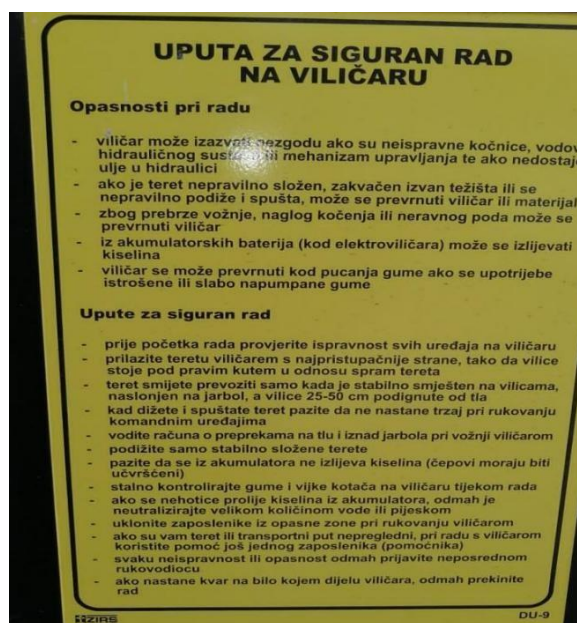 UPUTA ZA SIGURAN RAD
NA VILIČARU
Opasnosti pri radu
- viličar može izazvati nezgodu ako su neispravne kočnice, vodov
hidrauličnog sustava ili mehanizam upravljanja te ako nedostaj
ulje u hidraulici
- ako je teret nepravilno složen, zakvačen izvan težišta ili se
nepravilno podiže i spušta, može se prevrnuti viličar ili materijal
- zbog prebrze vožnje, naglog kočenja ili neravnog poda može se
prevrnuti viličar
- iz akumulatorskih baterija (kod elektroviličara) može se izlijevati
kiselina
- viličar se može prevrnuti kod pucanja gume ako se upotrijebe
istrošene ili slabo napumpane gume
Upute za siguran rad
- prije početka rada provjerite ispravnost svih uređaja na viličaru
- prilazite teretu viličarem s najpristupačnije strane, tako da vilice
stoje pod pravim kutem u odnosu spram tereta
- teret smijete prevoziti samo kada je stabilno smješten na vilicama,
naslonjen na jarbol, a vilice 25-50 cm podignute od tla
- kad dižete i spuštate teret pazite da ne nastane trzaj pri rukovanju
komandnim uređajima
- vodite računa o preprekama na tlu i iznad jarbola pri vožnji viličarom
- podižite samo stabilno složene terete
- pazite da se iz akumulatora ne izlijeva kiselina (čepovi moraju biti
učvršćeni)
- stalno kontrolirajte gume i vijke kotača na viličaru tijekom rada
- ako se nehotice prolije kiselina iz akumulatora, odmah je
neutralizirajte velikom količinom vode ili pijeskom
- uklonite zaposlenike iz opasne zone pri rukovanju viličarom
- ako su vam teret ili transportni put nepregledni, pri radu s viličarom
koristite pomoć još jednog zaposlenika (pomoćnika)
- svaku neispravnost ili opasnost odmah prijavite neposrednom
rukovodiocu
- ako nastane kvar na bilo kojem dijelu viličara, odmah prekinite
rad
ZIRS DU-9